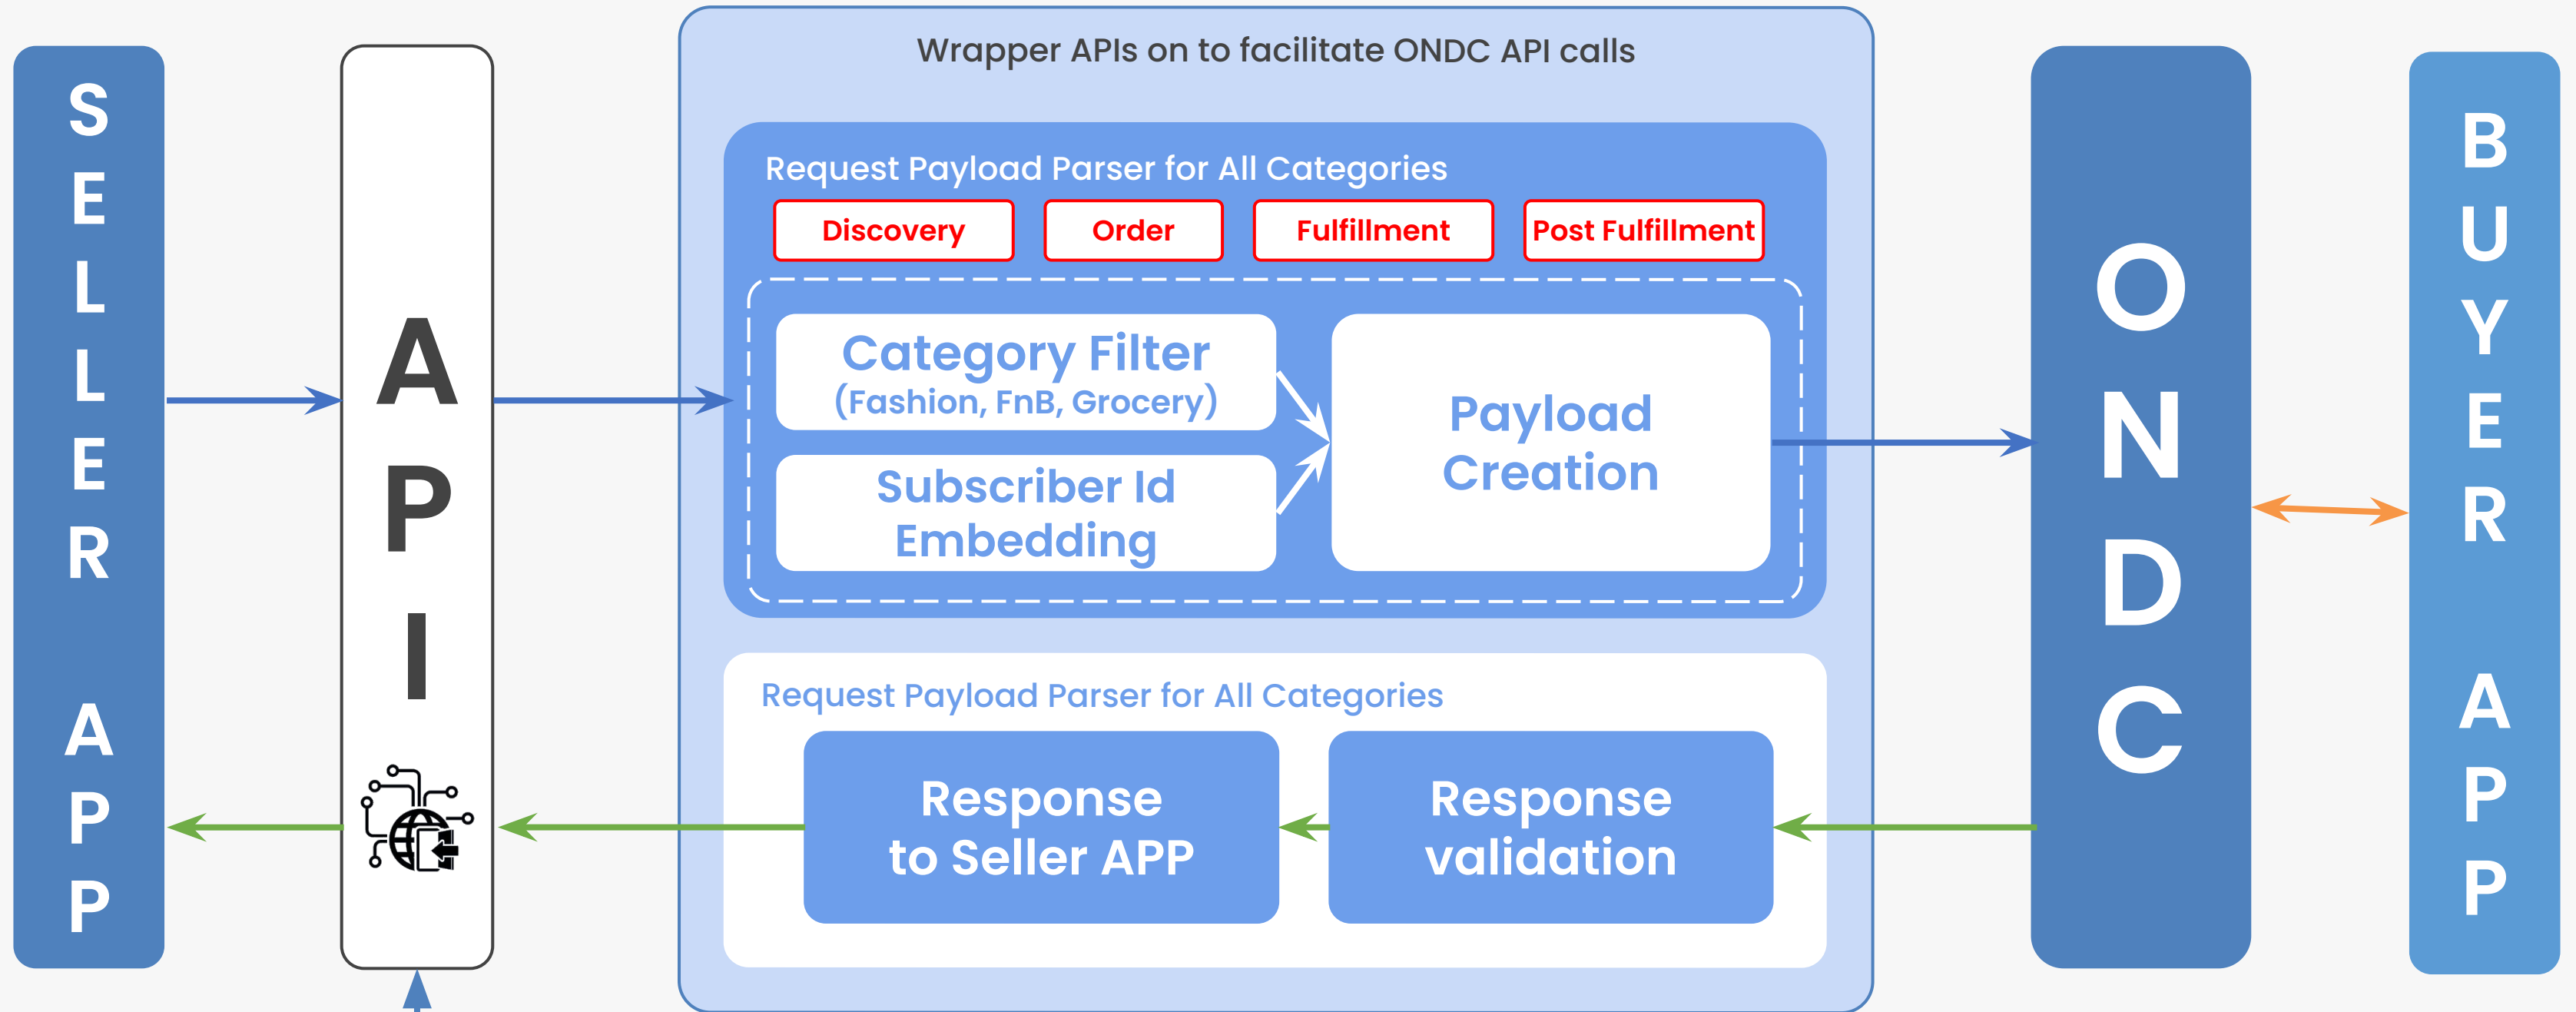 SELLER APP
API
Wrapper APIs on to facilitate ONDC API calls
Request Payload Parser for All Categories
Discovery
Order
Fulfillment
Post Fulfillment
Category Filter
(Fashion, FnB, Grocery)
Subscriber Id
Embedding
Payload
Creation
Request Payload Parser for All Categories
Response
to Seller APP
Response
validation
ONDC
BUYER APP